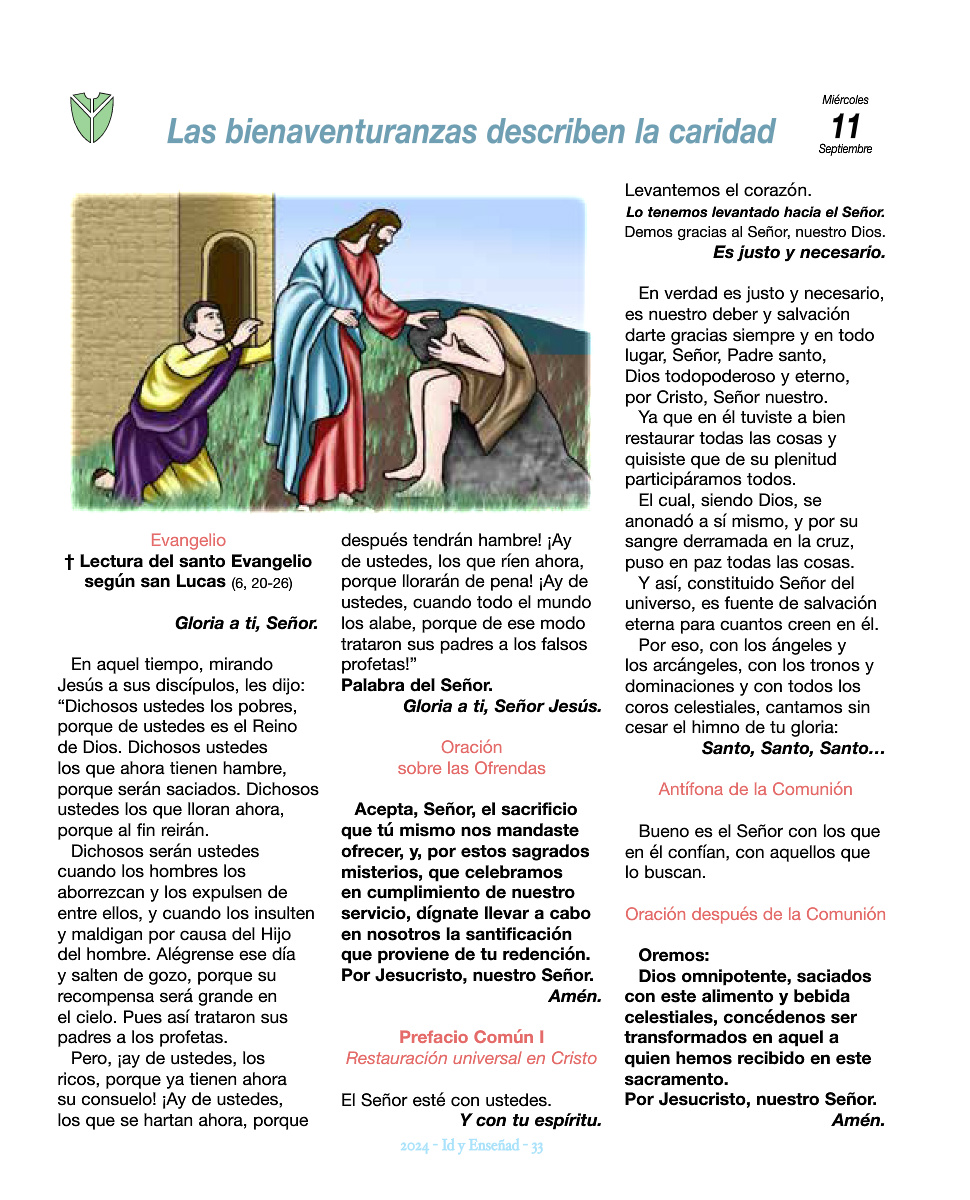 Las bienaventuranzas describen la caridad
Miércoles
11
Septiembre
Evangelio
† Lectura del santo Evangelio
según san Lucas (6, 20-26)
Gloria a ti, Señor.
En aquel tiempo, mirando
Jesús a sus discípulos, les dijo:
“Dichosos ustedes los pobres,
porque de ustedes es el Reino
de Dios. Dichosos ustedes
los que ahora tienen hambre,
porque serán saciados. Dichosos
ustedes los que lloran ahora,
porque al fin reirán.
Dichosos serán ustedes
cuando los hombres los
aborrezcan y los expulsen de
entre ellos, y cuando los insulten
y maldigan por causa del Hijo
del hombre. Alégrense ese día
y salten de gozo, porque su
recompensa será grande en
el cielo. Pues así trataron sus
padres a los profetas.
Pero, ¡ay de ustedes, los
ricos, porque ya tienen ahora
su consuelo! ¡Ay de ustedes,
los que se hartan ahora, porque
después tendrán hambre! ¡Ay
de ustedes, los que ríen ahora,
porque llorarán de pena! ¡Ay de
ustedes, cuando todo el mundo
los alabe, porque de ese modo
trataron sus padres a los falsos
profetas!”
Palabra del Señor.
Gloria a ti, Señor Jesús.
Oración
sobre las Ofrendas
Acepta, Señor, el sacrificio
que tú mismo nos mandaste
ofrecer, y, por estos sagrados
misterios, que celebramos
en cumplimiento de nuestro
servicio, dígnate llevar a cabo
en nosotros la santificación
que proviene de tu redención.
Por Jesucristo, nuestro Señor.
Amén.
Prefacio Común I
Restauración universal en Cristo
El Señor esté con ustedes.
Y con tu espíritu.
Levantemos el corazón.
Lo tenemos levantado hacia el Señor.
Demos gracias al Señor, nuestro Dios.
Es justo y necesario.
En verdad es justo y necesario,
es nuestro deber y salvación
darte gracias siempre y en todo
lugar, Señor, Padre santo,
Dios todopoderoso y eterno,
por Cristo, Señor nuestro.
Ya que en él tuviste a bien
restaurar todas las cosas y
quisiste que de su plenitud
participáramos todos.
El cual, siendo Dios, se
anonadó a sí mismo, y por su
sangre derramada en la cruz,
puso en paz todas las cosas.
Y así, constituido Señor del
universo, es fuente de salvación
eterna para cuantos creen en él.
Por eso, con los ángeles y
los arcángeles, con los tronos y
dominaciones y con todos los
coros celestiales, cantamos sin
cesar el himno de tu gloria:
Santo, Santo, Santo…
Antífona de la Comunión
Bueno es el Señor con los que
en él confían, con aquellos que
lo buscan.
Oración después de la Comunión
Oremos:
Dios omnipotente, saciados
con este alimento y bebida
celestiales, concédenos ser
transformados en aquel a
quien hemos recibido en este
sacramento.
Por Jesucristo, nuestro Señor.
Amén.
2024 - Id y Enseñad - 33